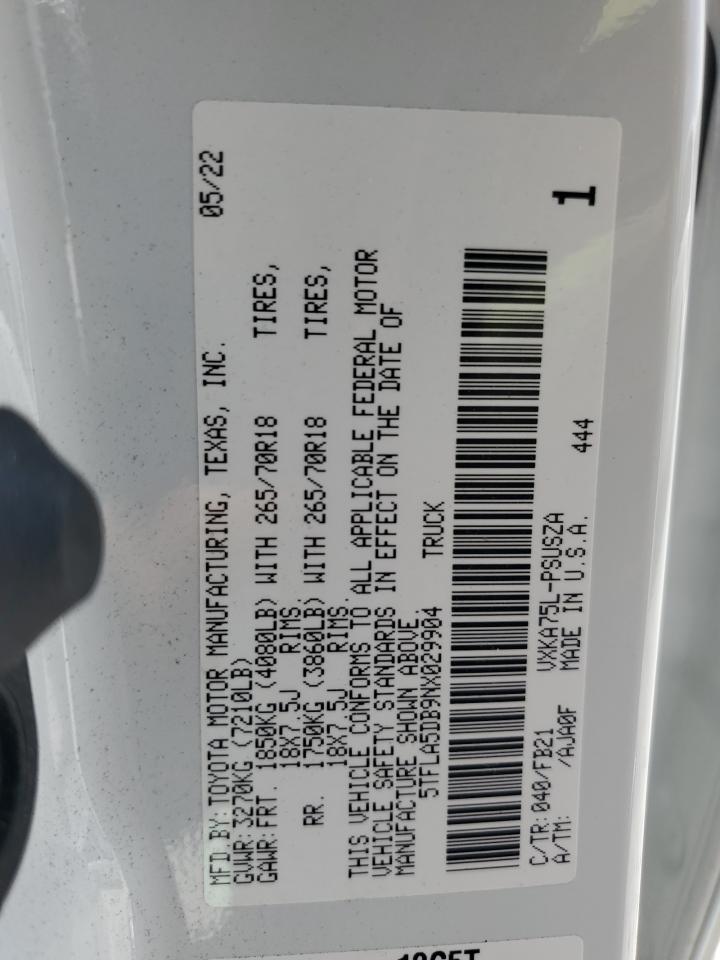 MFD BY: TOYOTA MOTOR MANUFACTURING, TEXAS, INC. 05/22
GVWR: 3270KG (7210LB)
GAWR: FRT. 1850KG (4080LB) WITH 265/70R18 TIRES,
18X7.5J RIMS.
RR. 1750KG (3860LB) WITH 265/70R18 TIRES,
18X7.5J RIMS.
THIS VEHICLE CONFORMS TO ALL APPLICABLE FEDERAL MOTOR
VEHICLE SAFETY STANDARDS IN EFFECT ON THE DATE OF
MANUFACTURE SHOWN ABOVE.
5TFLA5DB9NX029904 TRUCK
C/TR: 040/FB21 VXKA75L-PSUSZA
A/TM: /AJA0F MADE IN U.S.A. 444
1